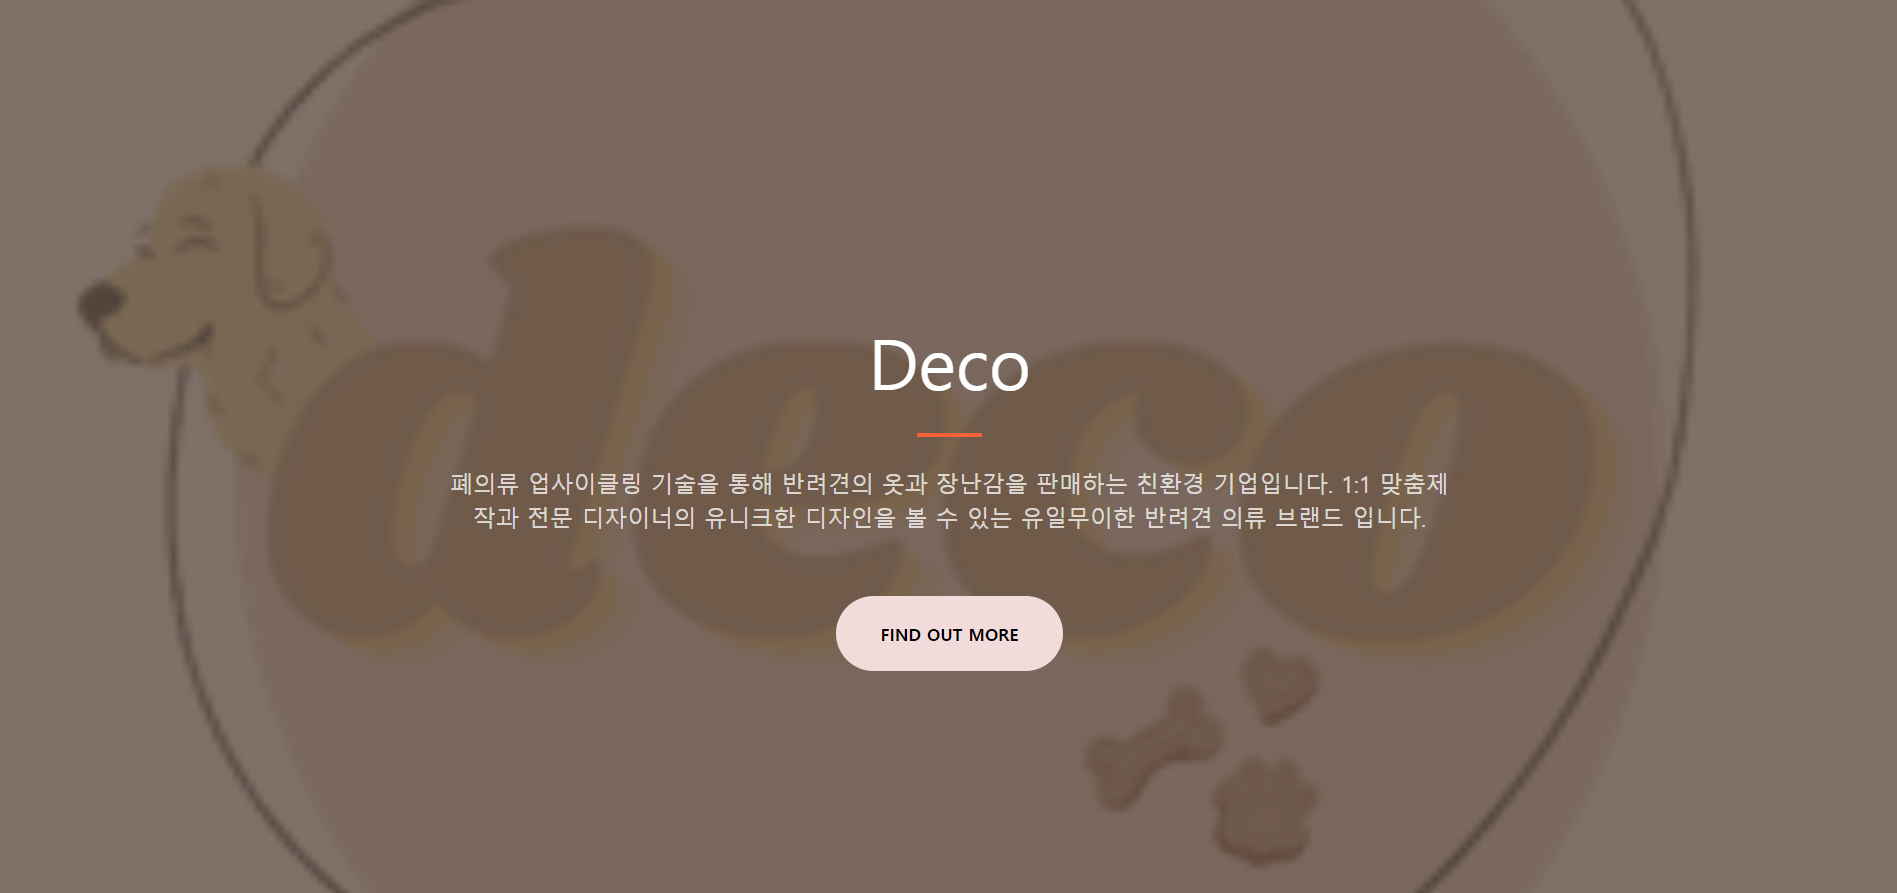 deco
Deco
폐의류 업사이클링 기술을 통해 반려견의 옷과 장난감을 판매하는 친환경 기업입니다. 1:1 맞춤제
작과 전문 디자이너의 유니크한 디자인을 볼 수 있는 유일무이한 반려견 의류 브랜드 입니다.
FIND OUT MORE